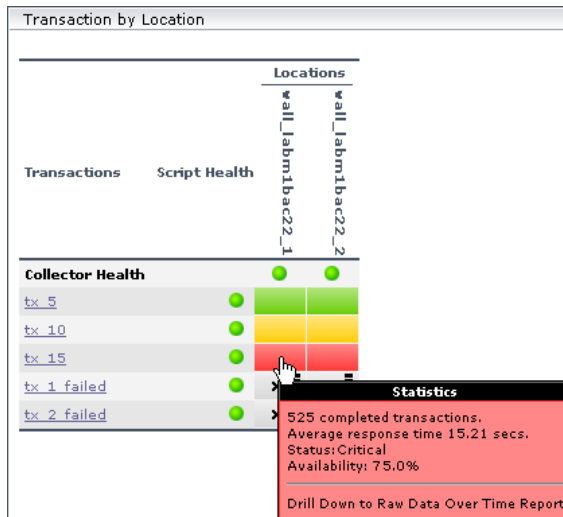 Transaction by Location
Locations
Transactions
Script Health
wall_labm1bac22_1
wall_labm1bac22_2
Collector Health
tx 5
tx 10
tx 15
tx 1 failed
tx 2 failed
Statistics
525 completed transactions.
Average response time 15.21 secs.
Status:Critical
Availability: 75.0%
Drill Down to Raw Data Over Time Report